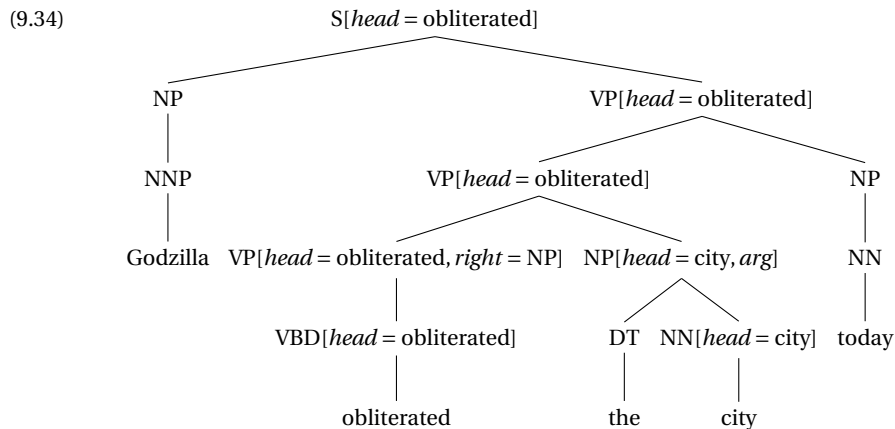 (9.34) S[head = obliterated]
NP VP[head = obliterated]
NNP VP[head = obliterated] NP
Godzilla VP[head = obliterated, right = NP] NP[head = city, arg] NN
VBD[head = obliterated] DT NN[head = city] today
obliterated the city